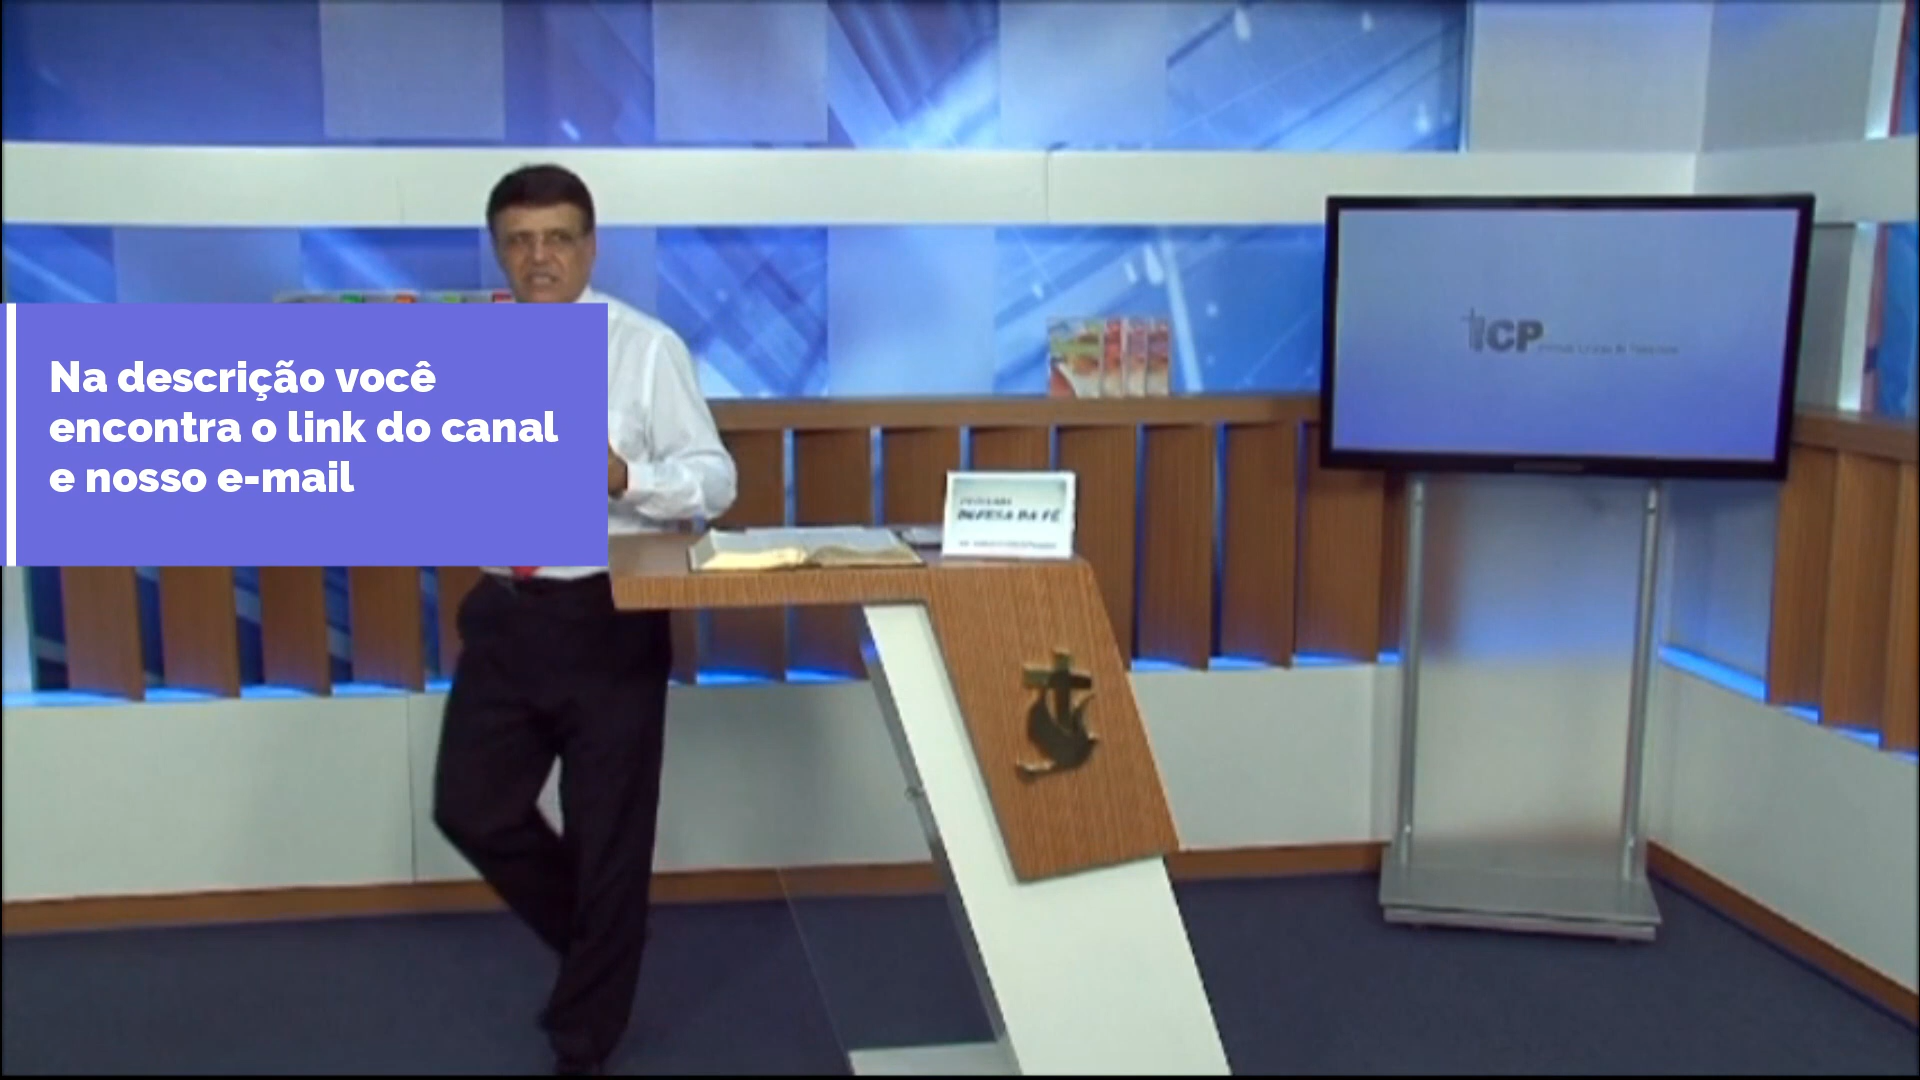 Na descrição você
encontra o link do canal
e nosso e-mail
ICP
DEFESA DA FÉ